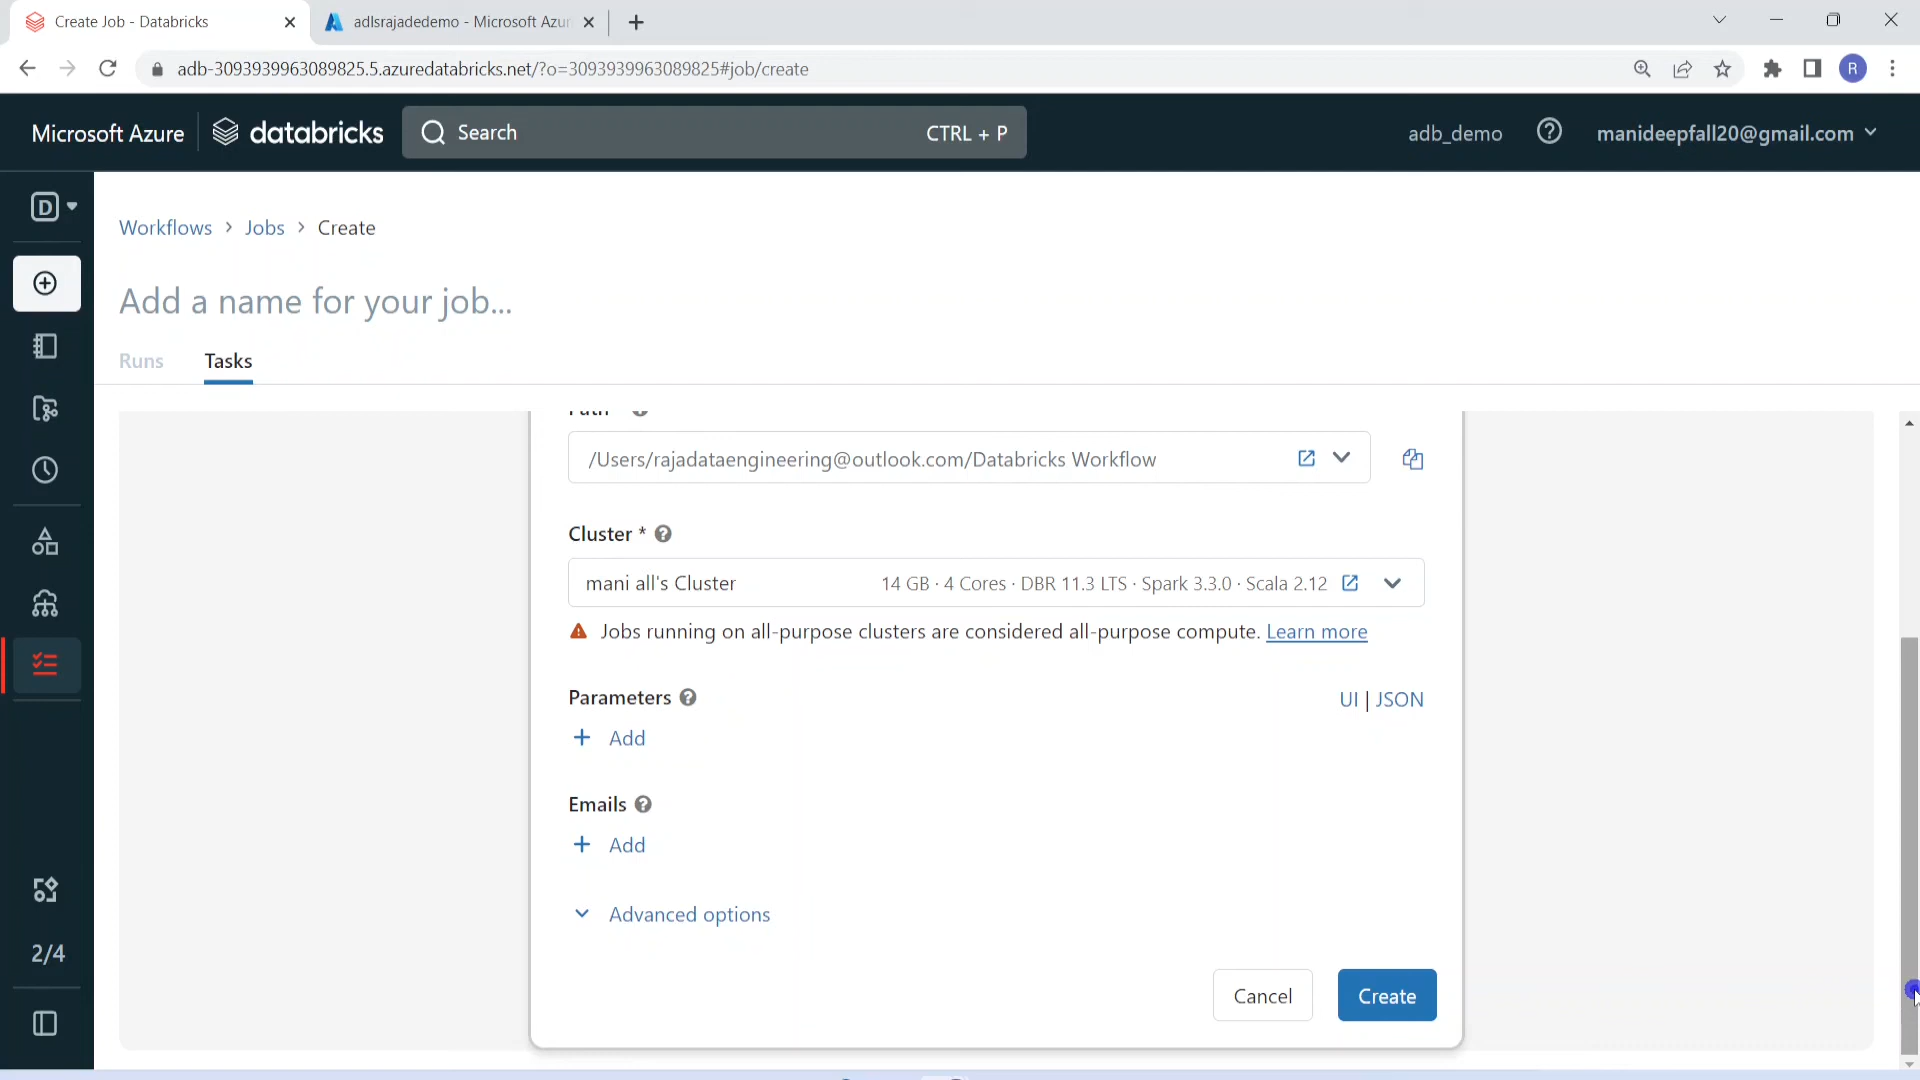 Create Job - Databricks
adlsrajadedemo - Microsoft Azur
adb-3093939963089825.5.azuredatabricks.net/?o=3093939963089825#job/create
R
Microsoft Azure
databricks
Search
CTRL + P
adb_demo
manideepfall20@gmail.com
D
Workflows > Jobs > Create
Add a name for your job...
Runs
Tasks
Path
/Users/rajadataengineering@outlook.com/Databricks Workflow
Cluster *
mani all's Cluster
14 GB · 4 Cores · DBR 11.3 LTS · Spark 3.3.0 · Scala 2.12
Jobs running on all-purpose clusters are considered all-purpose compute. Learn more
Parameters
UI | JSON
+ Add
Emails
+ Add
Advanced options
2/4
Cancel
Create